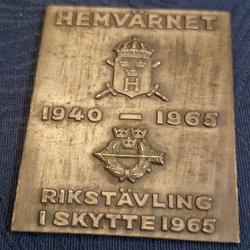 HEMVÄRNET
H
1940 — 1965
RIKSTÄVLING
I SKYTTE 1965